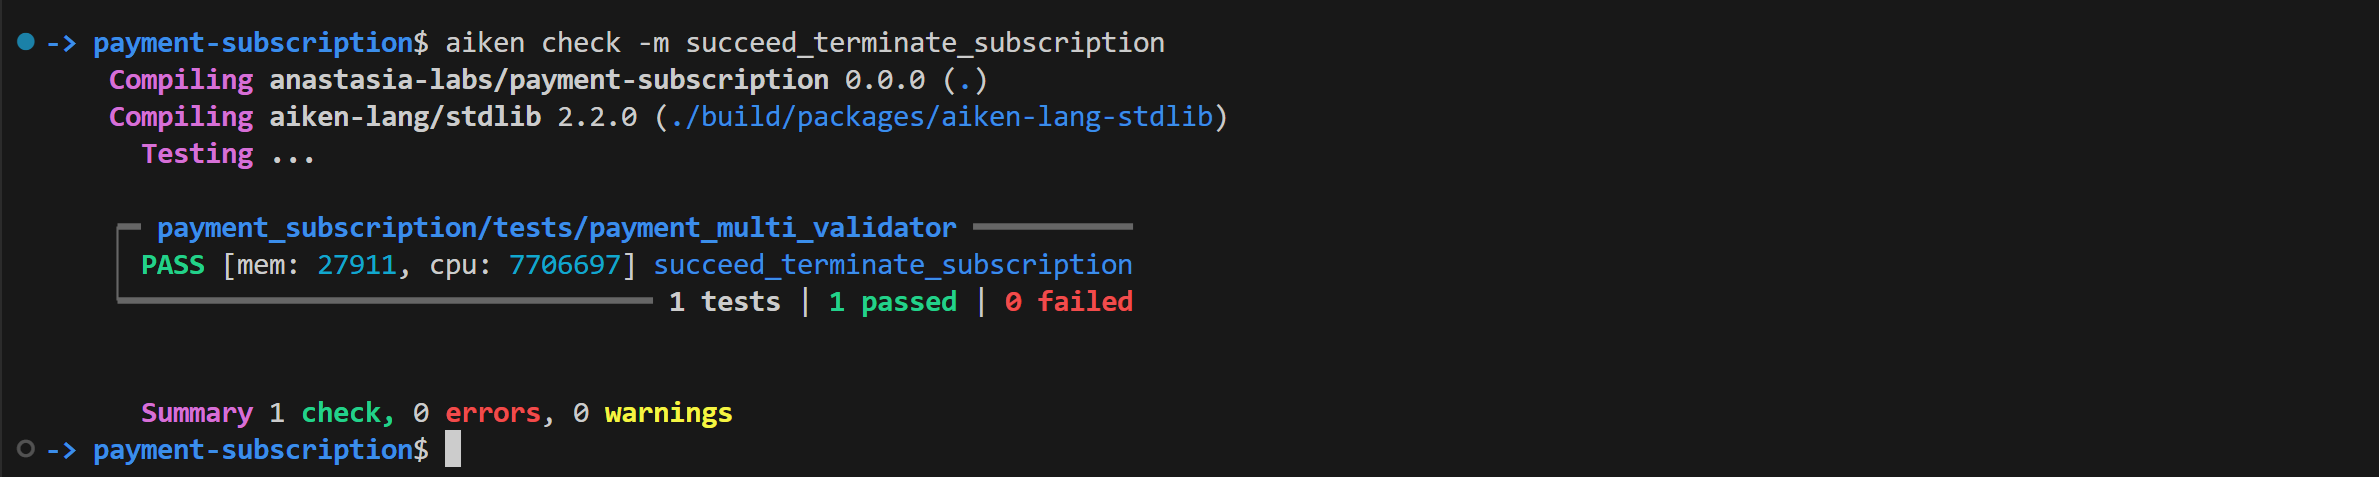 -> payment-subscription$ aiken check -m succeed_terminate_subscription
Compiling anastasia-labs/payment-subscription 0.0.0 (.)
Compiling aiken-lang/stdlib 2.2.0 (./build/packages/aiken-lang-stdlib)
Testing ...
payment_subscription/tests/payment_multi_validator
PASS [mem: 27911, cpu: 7706697] succeed_terminate_subscription
1 tests | 1 passed | 0 failed
Summary 1 check, 0 errors, 0 warnings
-> payment-subscription$